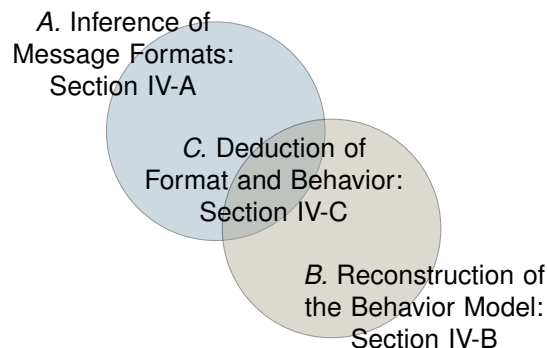 A. Inference of
Message Formats:
Section IV-A
C. Deduction of
Format and Behavior:
Section IV-C
B. Reconstruction of
the Behavior Model:
Section IV-B